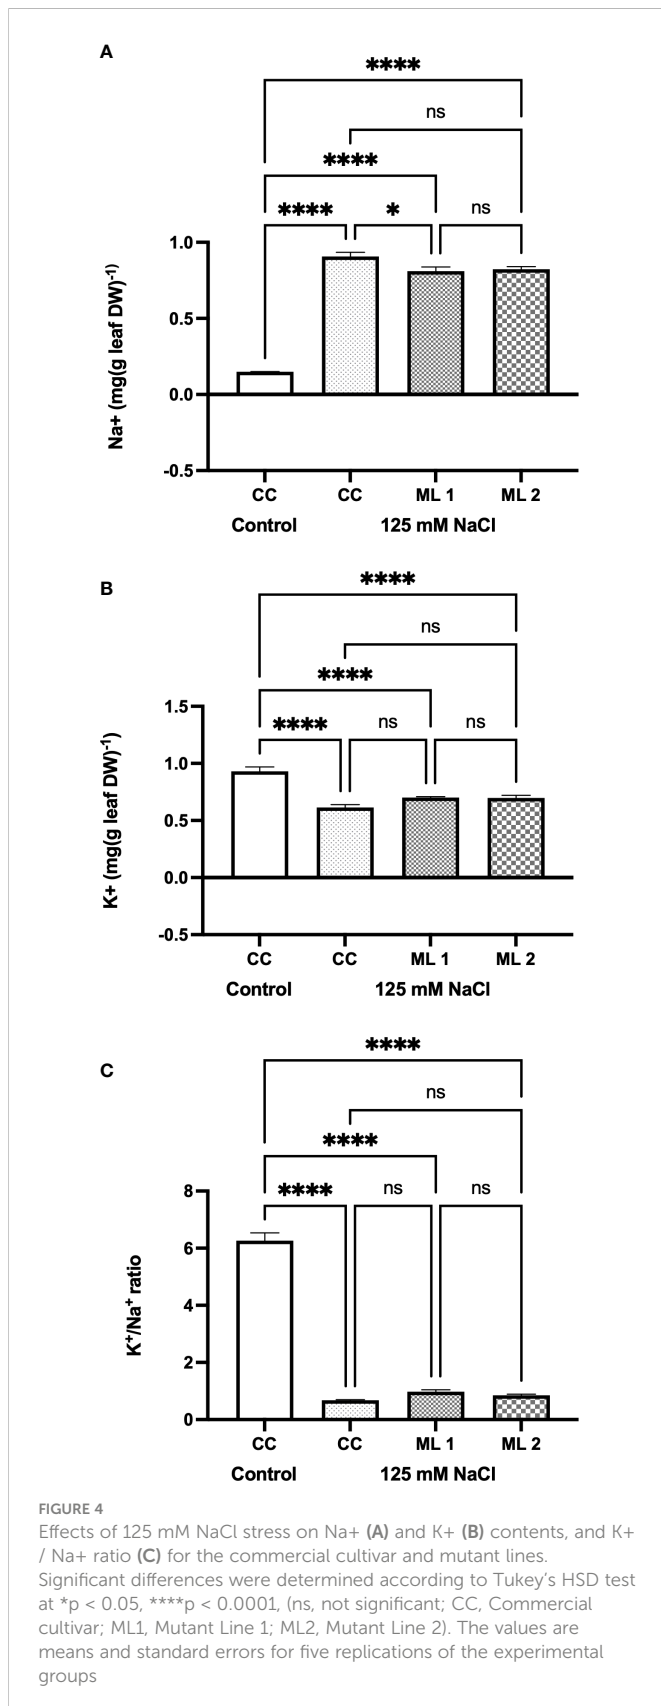 A
****
ns
****
****
*
ns
1.0
0.5
0.0
-0.5
Na+ (mg(g leaf DW)-1)
CC
CC
ML 1
ML 2
Control
125 mM NaCl
B
****
ns
****
****
ns
ns
1.5
1.0
0.5
0.0
-0.5
K+ (mg(g leaf DW)-1)
CC
CC
ML 1
ML 2
Control
125 mM NaCl
C
****
ns
****
****
ns
ns
8
6
4
2
0
K+/Na+ ratio
CC
CC
ML 1
ML 2
Control
125 mM NaCl
FIGURE 4
Effects of 125 mM NaCl stress on Na+ (A) and K+ (B) contents, and K+
/ Na+ ratio (C) for the commercial cultivar and mutant lines.
Significant differences were determined according to Tukey's HSD test
at *p < 0.05, ****p < 0.0001, (ns, not significant; CC, Commercial
cultivar; ML1, Mutant Line 1; ML2, Mutant Line 2). The values are
means and standard errors for five replications of the experimental
groups